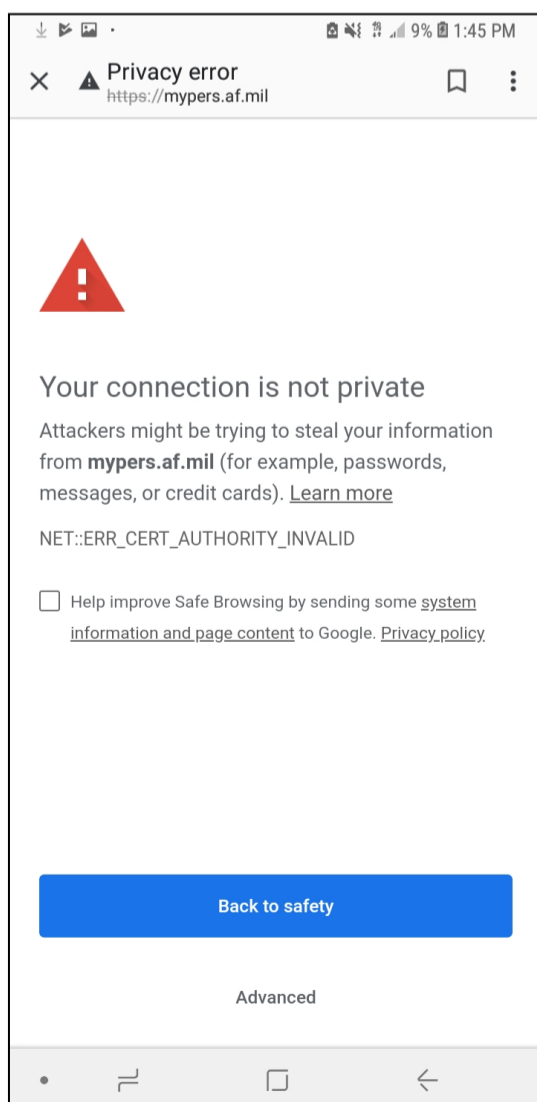 9% 1:45 PM
Privacy error
https://mypers.af.mil
Your connection is not private
Attackers might be trying to steal your information
from mypers.af.mil (for example, passwords,
messages, or credit cards). Learn more
NET::ERR_CERT_AUTHORITY_INVALID
Help improve Safe Browsing by sending some system
information and page content to Google. Privacy policy
Back to safety
Advanced